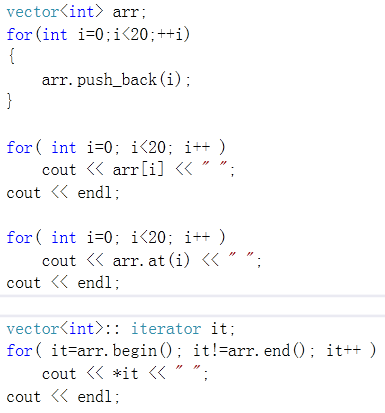 vector<int> arr;
for(int i=0;i<20;++i)
{
    arr.push_back(i);
}

for( int i=0; i<20; i++ )
    cout << arr[i] << " ";
cout << endl;

for( int i=0; i<20; i++ )
    cout << arr.at(i) << " ";
cout << endl;

vector<int>:: iterator it;
for( it=arr.begin(); it!=arr.end(); it++ )
    cout << *it << " ";
cout << endl;